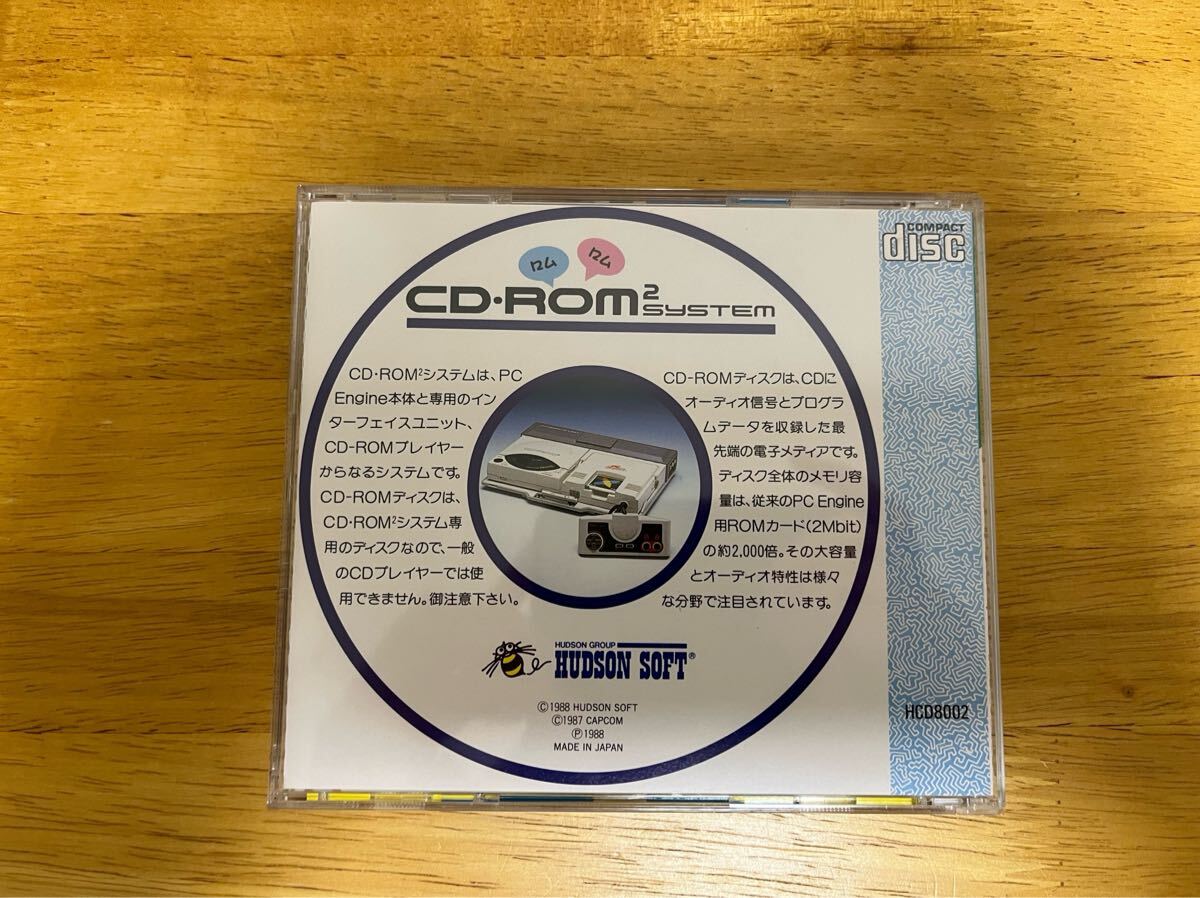 COMPACT
disc
ロム
ロム
CD・ROM²
SYSTEM
CD・ROM²システムは、PC
Engine本体と専用のイン
ターフェイスユニット、
CD-ROMプレイヤー
からなるシステムです。
CD-ROMディスクは、
CD・ROM²システム専
用のディスクなので、一般
のCDプレイヤーでは使
用できません。御注意下さい。
CD-ROMディスクは、CDに
オーディオ信号とプログラ
ムデータを収録した最
先端の電子メディアです。
ディスク全体のメモリ容
量は、従来のPC Engine
用ROMカード(2Mbit)
の約2,000倍。その大容量
とオーディオ特性は様々
な分野で注目されています。
HUDSON GROUP
HUDSON SOFT®
©1988 HUDSON SOFT
©1987 CAPCOM
℗1988
MADE IN JAPAN
HCD8002